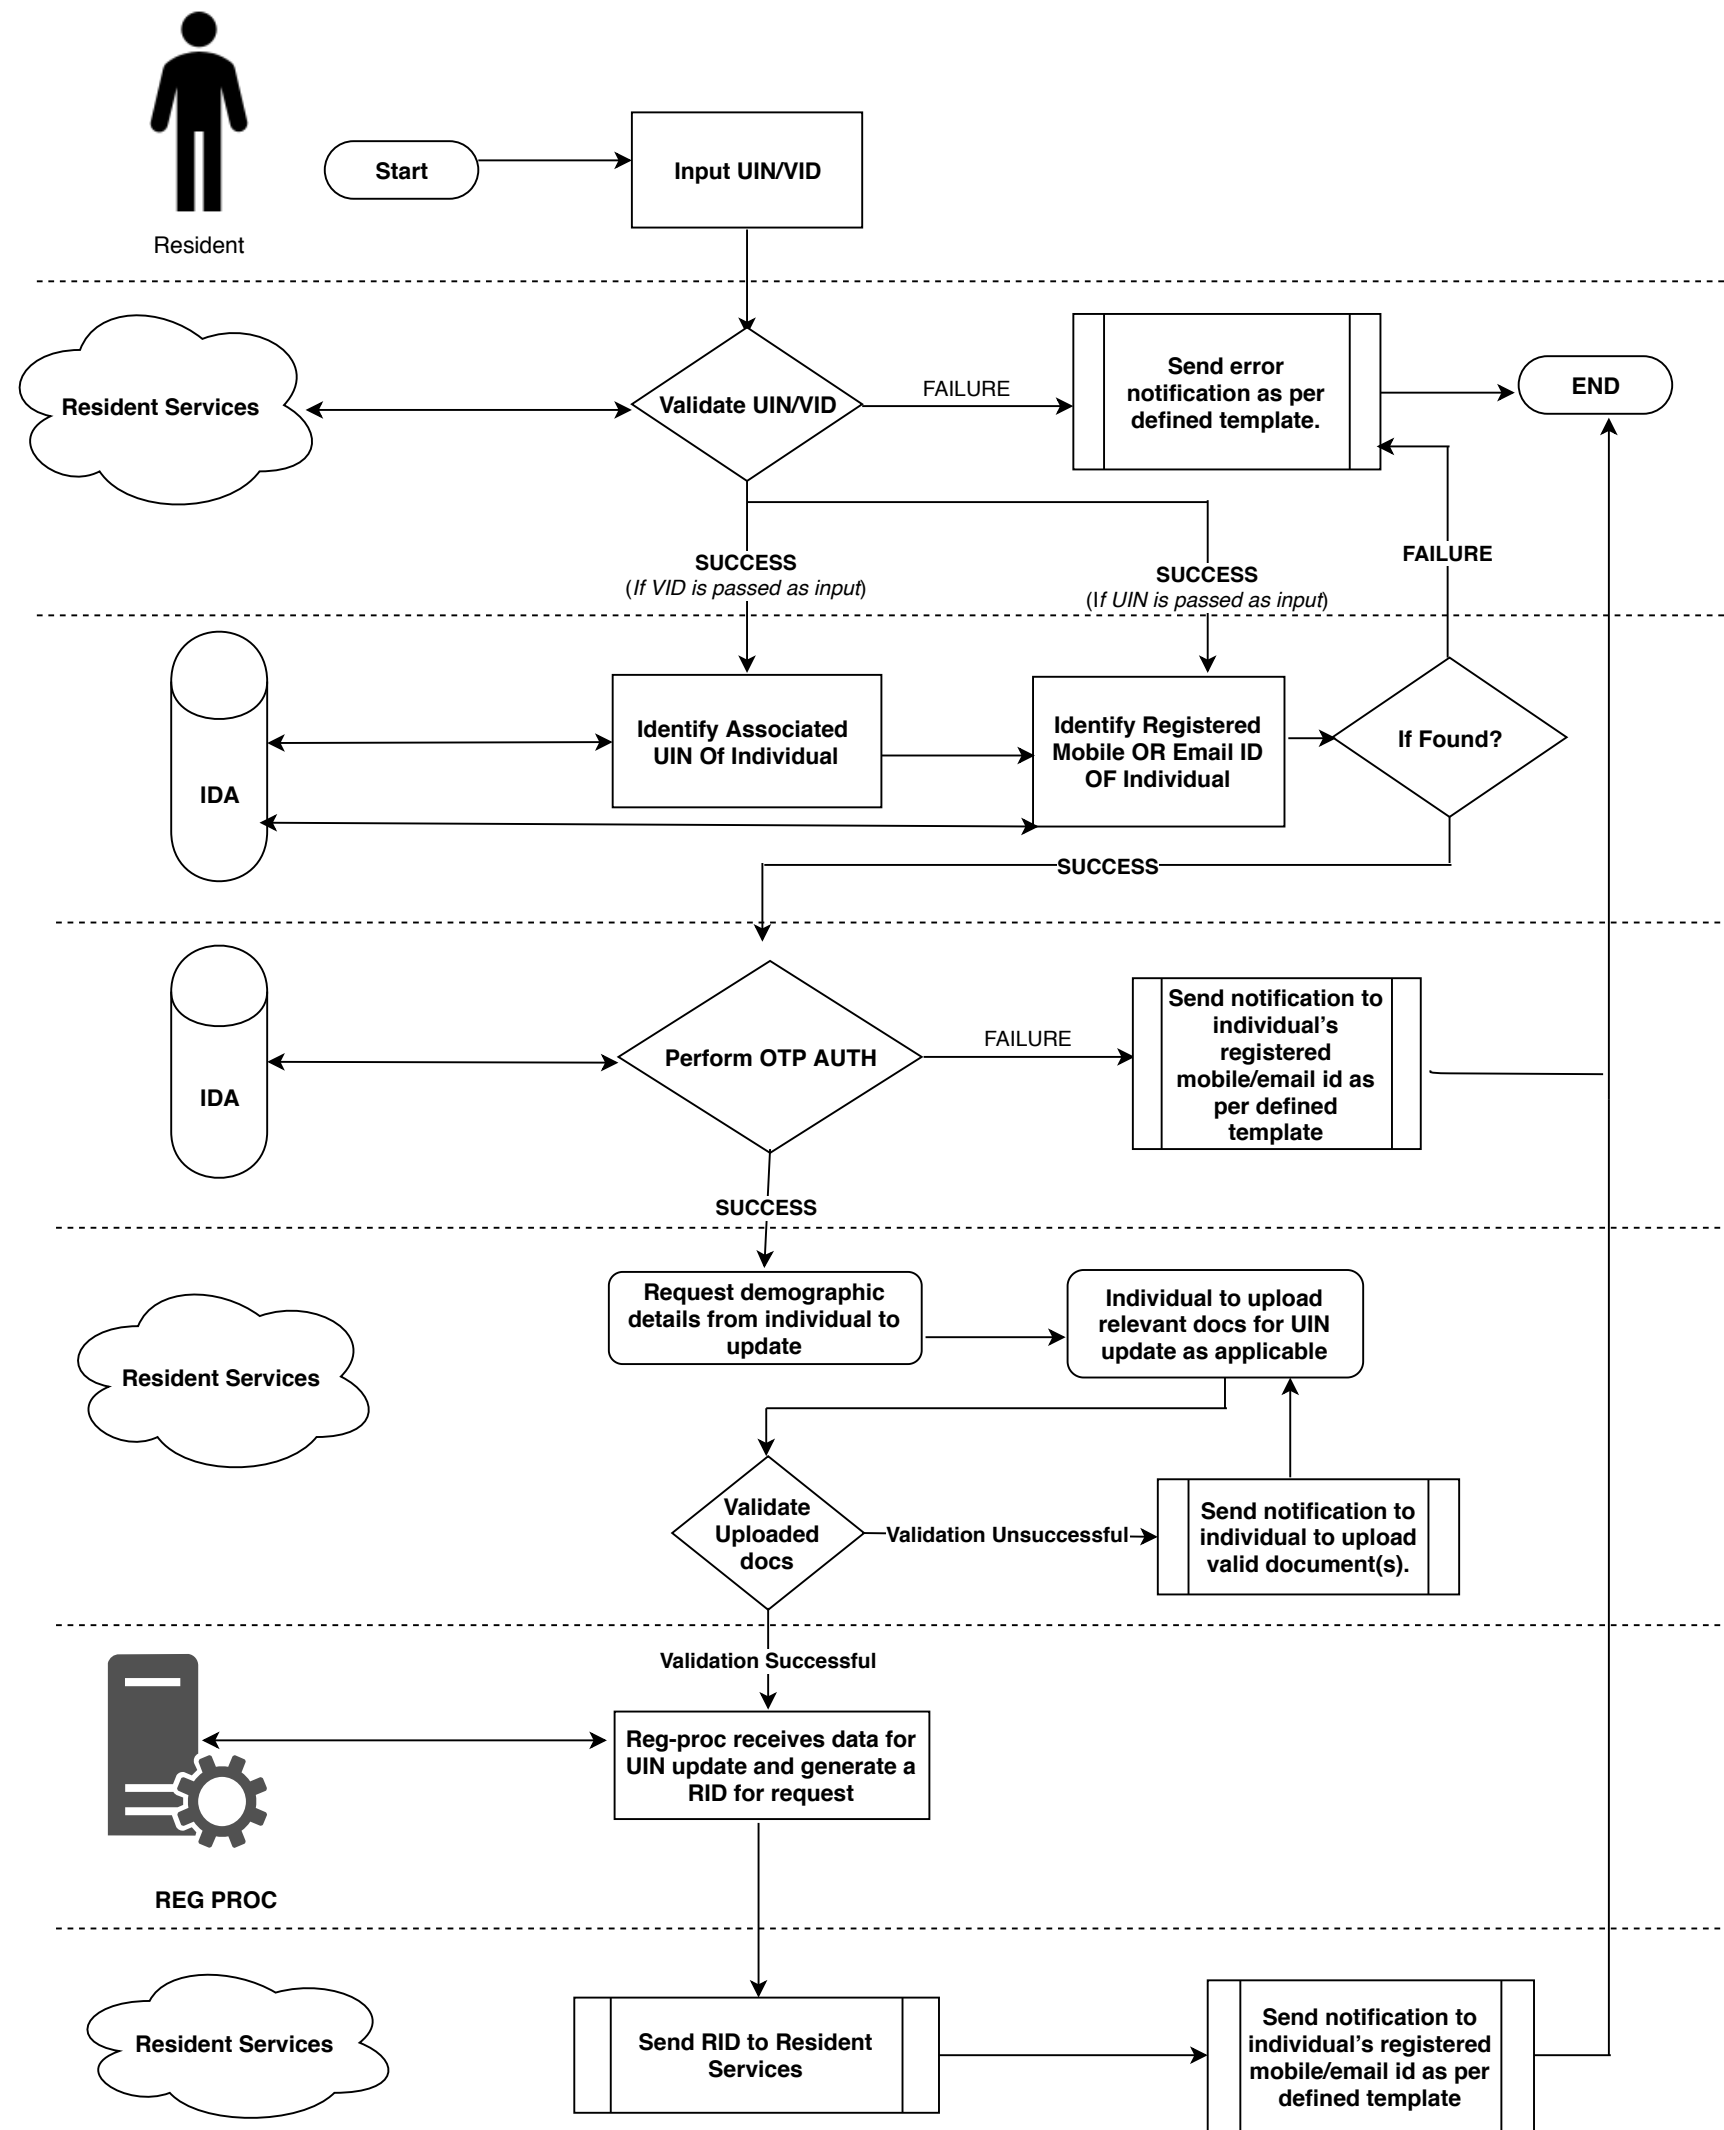 Start
Input UIN/VID
Resident
Resident Services
Validate UIN/VID
FAILURE
Send error
notification as per
defined template.
END
SUCCESS
(If VID is passed as input)
SUCCESS
(If UIN is passed as input)
FAILURE
IDA
Identify Associated
UIN Of Individual
Identify Registered
Mobile OR Email ID
OF Individual
If Found?
SUCCESS
IDA
Perform OTP AUTH
FAILURE
Send notification to
individual’s
registered
mobile/email id as
per defined
template
SUCCESS
Resident Services
Request demographic
details from individual to
update
Individual to upload
relevant docs for UIN
update as applicable
Validate
Uploaded
docs
Validation Unsuccessful
Send notification to
individual to upload
valid document(s).
Validation Successful
REG PROC
Reg-proc receives data for
UIN update and generate a
RID for request
Resident Services
Send RID to Resident
Services
Send notification to
individual’s registered
mobile/email id as per
defined template